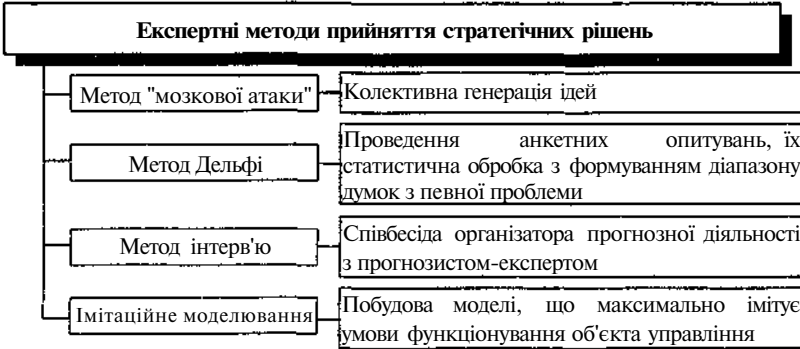 Експертні методи прийняття стратегічних рішень
Метод "мозкової атаки"
Колективна генерація ідей
Метод Дельфі
Проведення анкетних опитувань, їх
статистична обробка з формуванням діапазону
думок з певної проблеми
Метод інтерв'ю
Співбесіда організатора прогнозної діяльності
з прогнозистом-експертом
Імітаційне моделювання
Побудова моделі, що максимально імітує
умови функціонування об'єкта управління